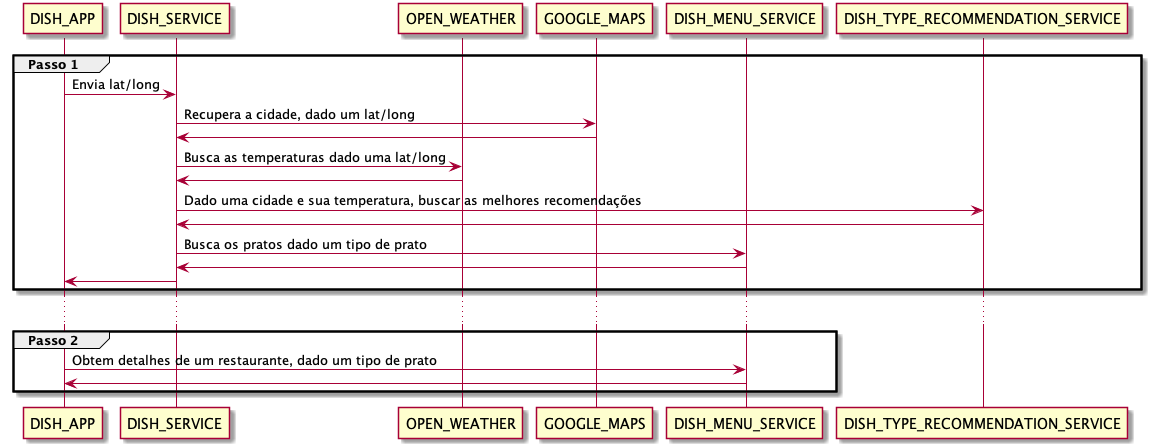 DISH_APP DISH_SERVICE OPEN_WEATHER GOOGLE_MAPS DISH_MENU_SERVICE DISH_TYPE_RECOMMENDATION_SERVICE
Passo 1
Envia lat/long
Recupera a cidade, dado um lat/long
Busca as temperaturas dado uma lat/long
Dado uma cidade e sua temperatura, buscar as melhores recomendações
Busca os pratos dado um tipo de prato
Passo 2
Obtem detalhes de um restaurante, dado um tipo de prato
DISH_APP DISH_SERVICE OPEN_WEATHER GOOGLE_MAPS DISH_MENU_SERVICE DISH_TYPE_RECOMMENDATION_SERVICE